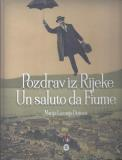 Pozdrav iz Rijeke
Un saluto da Fiume